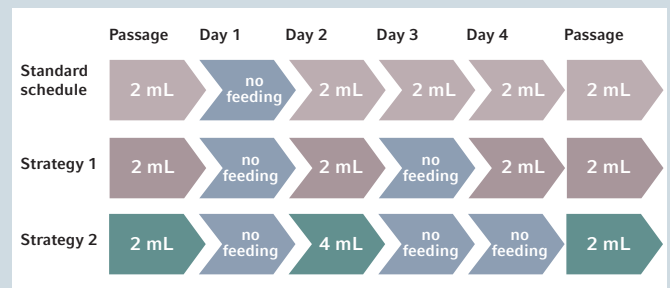 Passage Day 1 Day 2 Day 3 Day 4 Passage
Standard
schedule
2 mL no
feeding 2 mL 2 mL 2 mL 2 mL
Strategy 1 2 mL no
feeding 2 mL no
feeding 2 mL 2 mL
Strategy 2 2 mL no
feeding 4 mL no
feeding no
feeding 2 mL